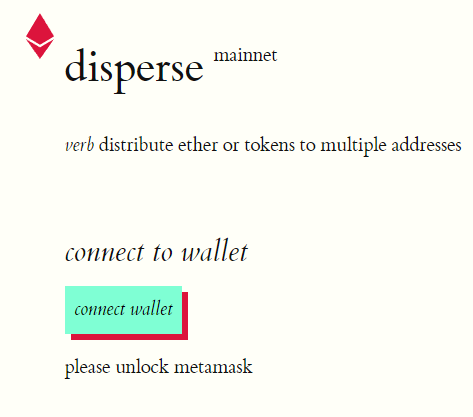 disperse mainnet
verb distribute ether or tokens to multiple addresses
connect to wallet
connect wallet
please unlock metamask